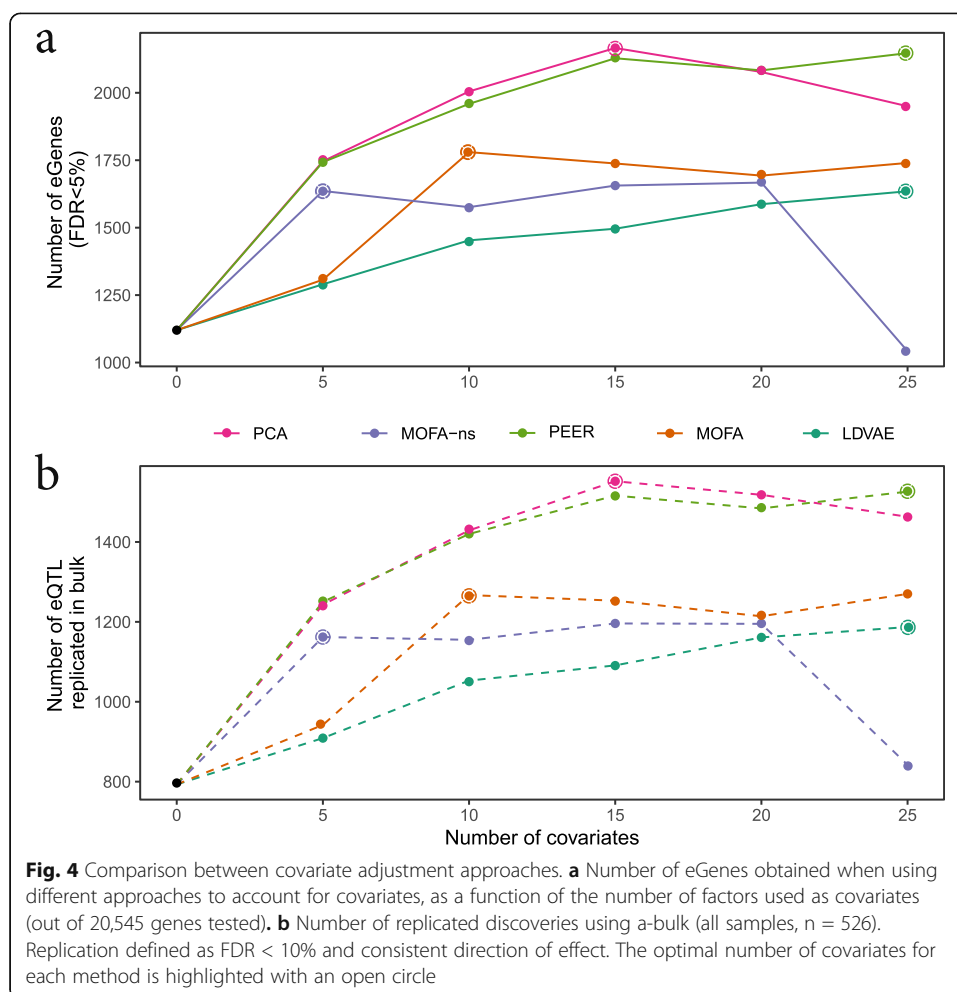 a
Number of eGenes
(FDR<5%)
2000
1750
1500
1250
1000
0 5 10 15 20 25
PCA MOFA−ns PEER MOFA LDVAE
b
Number of eQTL
replicated in bulk
1400
1200
1000
800
0 5 10 15 20 25
Number of covariates
Fig. 4 Comparison between covariate adjustment approaches. a Number of eGenes obtained when using
different approaches to account for covariates, as a function of the number of factors used as covariates
(out of 20,545 genes tested). b Number of replicated discoveries using a-bulk (all samples, n = 526).
Replication defined as FDR < 10% and consistent direction of effect. The optimal number of covariates for
each method is highlighted with an open circle